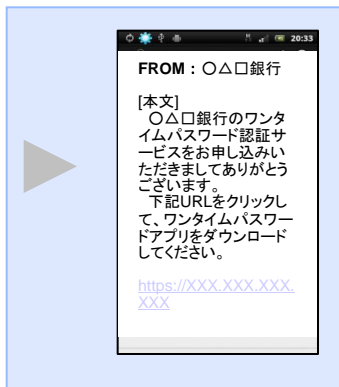 20:33
FROM：〇△□銀行
[本文]
　〇△□銀行のワンタ
イムパスワード認証サ
ービスをお申し込みい
ただきましてありがとう
ございます。
　下記URLをクリックし
て、ワンタイムパスワー
ドアプリをダウンロード
してください。
https://XXX.XXX.XXX.
XXX